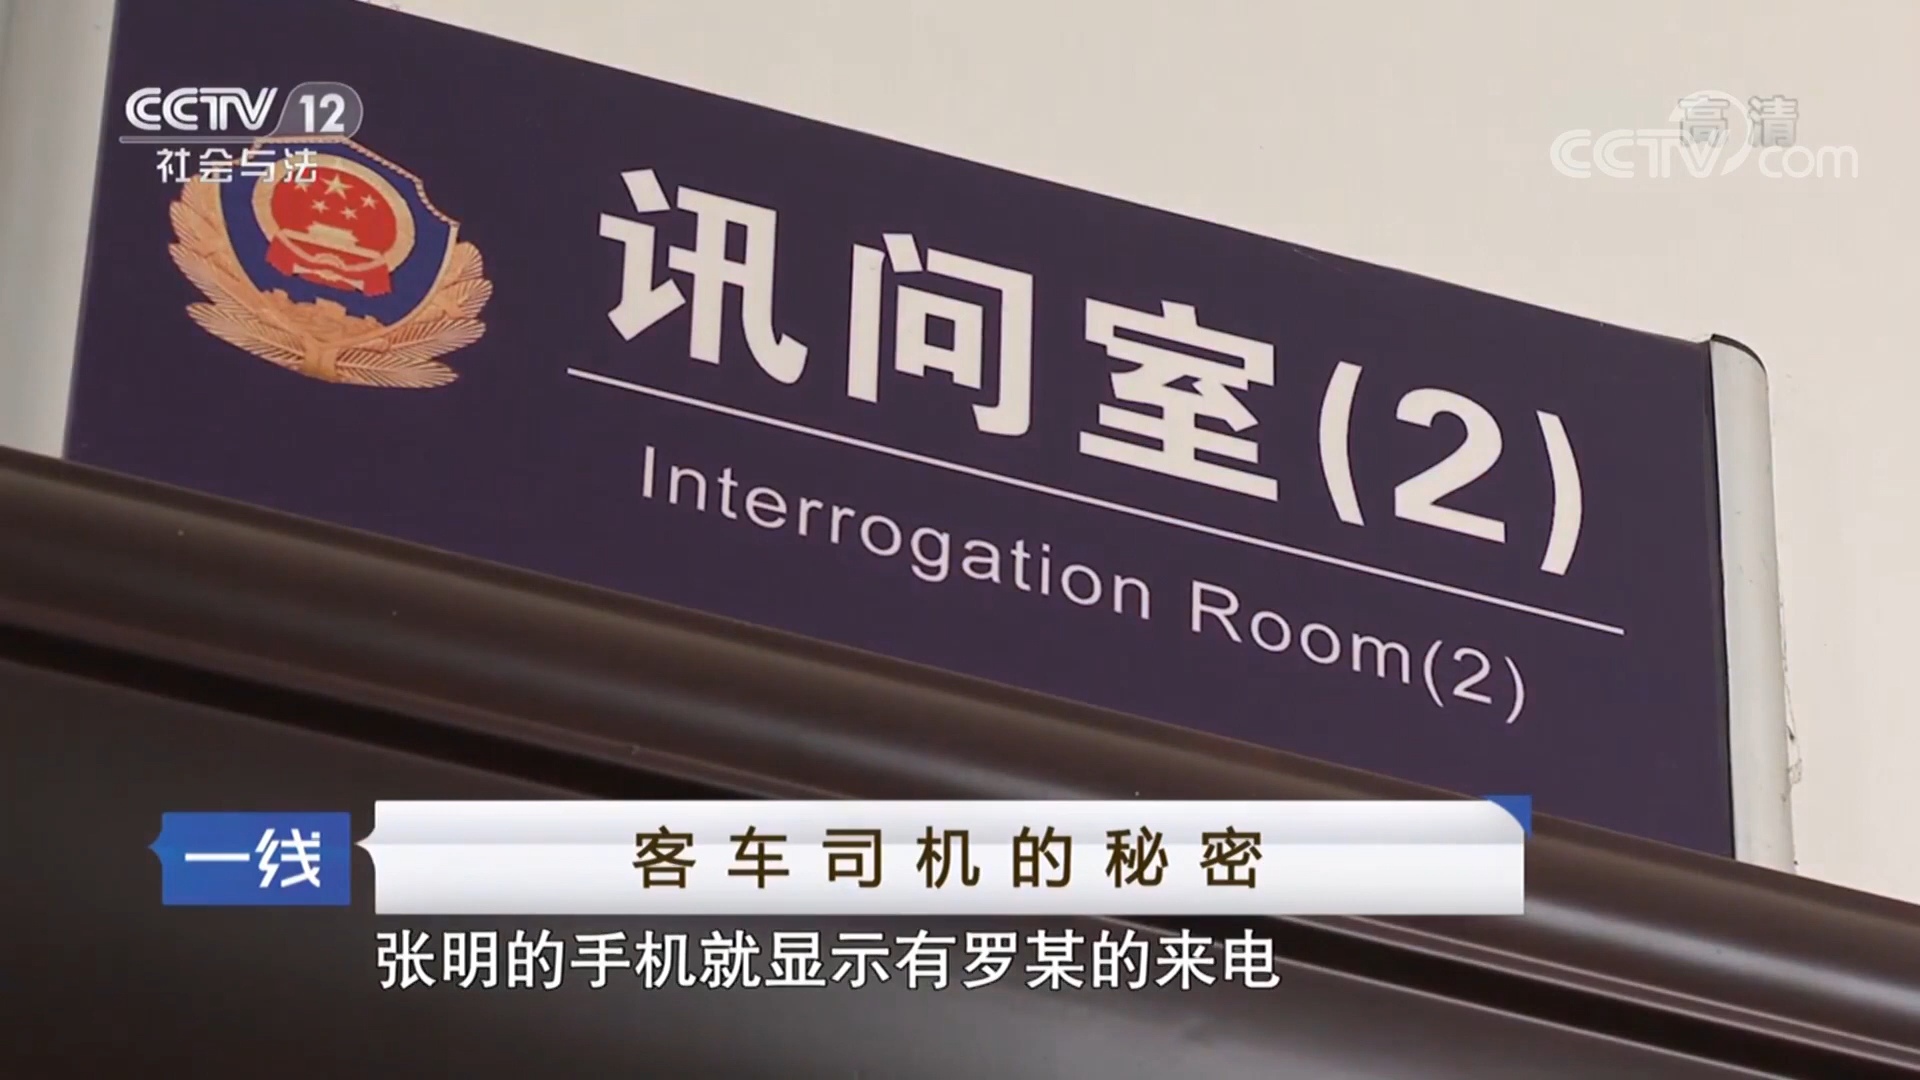 CCTV 12
社会与法
高清
CCTV.com
讯问室(2)
Interrogation Room(2)
一线
客车司机的秘密
张明的手机就显示有罗某的来电